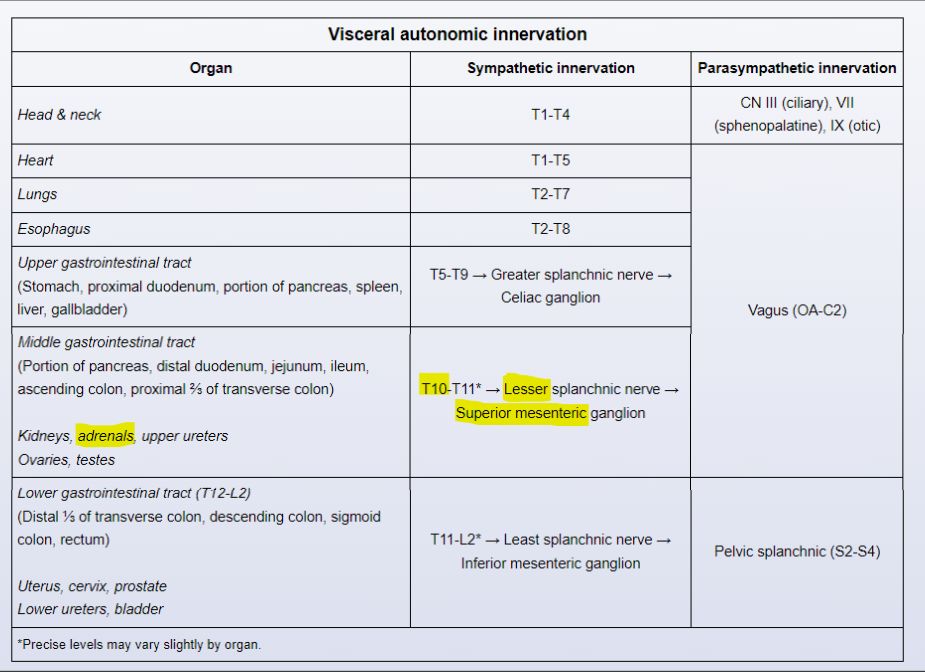 Visceral autonomic innervation
Organ
Sympathetic innervation
Parasympathetic innervation
Head & neck
T1-T4
CN III (ciliary), VII
(sphenopalatine), IX (otic)
Heart
T1-T5
Lungs
T2-T7
Esophagus
T2-T8
Upper gastrointestinal tract
(Stomach, proximal duodenum, portion of pancreas, spleen,
liver, gallbladder)
T5-T9 → Greater splanchnic nerve →
Celiac ganglion
Vagus (OA-C2)
Middle gastrointestinal tract
(Portion of pancreas, distal duodenum, jejunum, ileum,
ascending colon, proximal ⅔ of transverse colon)
Kidneys, adrenals, upper ureters
Ovaries, testes
T10-T11* → Lesser splanchnic nerve →
Superior mesenteric ganglion
Lower gastrointestinal tract (T12-L2)
(Distal ⅓ of transverse colon, descending colon, sigmoid
colon, rectum)
Uterus, cervix, prostate
Lower ureters, bladder
T11-L2* → Least splanchnic nerve →
Inferior mesenteric ganglion
Pelvic splanchnic (S2-S4)
*Precise levels may vary slightly by organ.